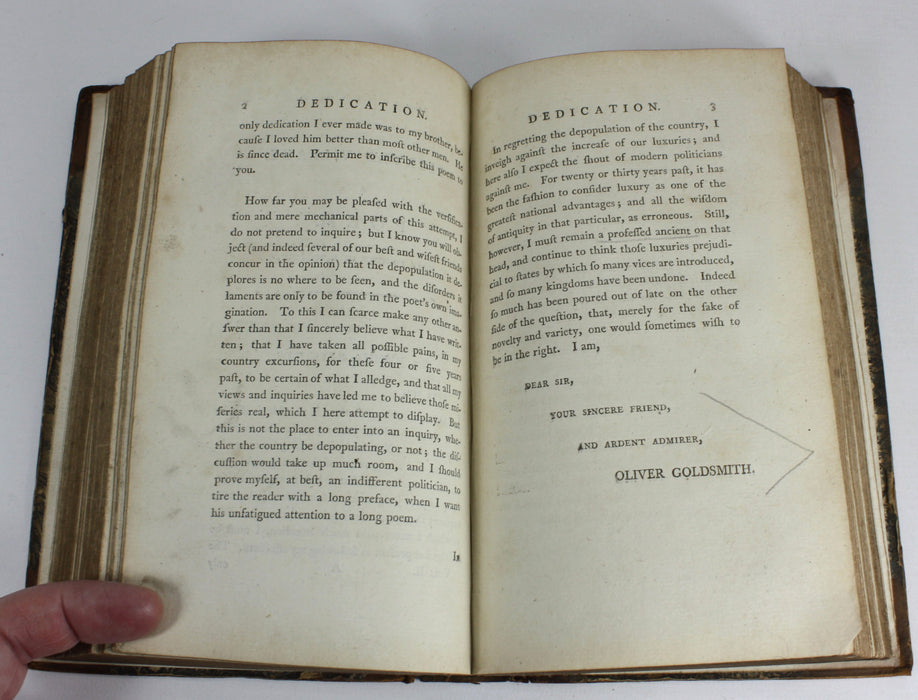 2 DEDICATION.
only dedication I ever made was to my brother, be-
cauſe I loved him better than moſt other men. He
is ſince dead. Permit me to inſcribe this poem to
you.
How far you may be pleaſed with the verſifica-
tion and mere mechanical parts of this attempt, I
do not pretend to inquire; but I know you will ob-
ject (and indeed ſeveral of our beſt and wiſeſt friends
concur in the opinion) that the depopulation it de-
plores is no where to be ſeen, and the diſorders it
laments are only to be found in the poet's own ima-
gination. To this I can ſcarce make any other an-
ſwer than that I ſincerely believe what I have writ-
ten; that I have taken all poſſible pains, in my
country excurſions, for theſe four or five years
paſt, to be certain of what I alledge, and that all my
views and inquiries have led me to believe thoſe mi-
ſeries real, which I here attempt to diſplay. But
this is not the place to enter into an inquiry, whe-
ther the country be depopulating, or not; the diſ-
cuſſion would take up much room, and I ſhould
prove myſelf, at beſt, an indifferent politician, to
tire the reader with a long preface, when I want
his unfatigued attention to a long poem.
In
DEDICATION. 3
In regretting the depopulation of the country, I
inveigh againſt the increaſe of our luxuries; and
here alſo I expect the ſhout of modern politicians
againſt me. For twenty or thirty years paſt, it has
been the faſhion to conſider luxury as one of the
greateſt national advantages; and all the wiſdom
of antiquity in that particular, as erroneous. Still,
however, I muſt remain a profeſſed ancient on that
head, and continue to think thoſe luxuries prejudi-
cial to ſtates by which ſo many vices are introduced,
and ſo many kingdoms have been undone. Indeed
ſo much has been poured out of late on the other
ſide of the queſtion, that, merely for the ſake of
novelty and variety, one would ſometimes wiſh to
be in the right. I am,
DEAR SIR,
YOUR SINCERE FRIEND,
AND ARDENT ADMIRER,
OLIVER GOLDSMITH.